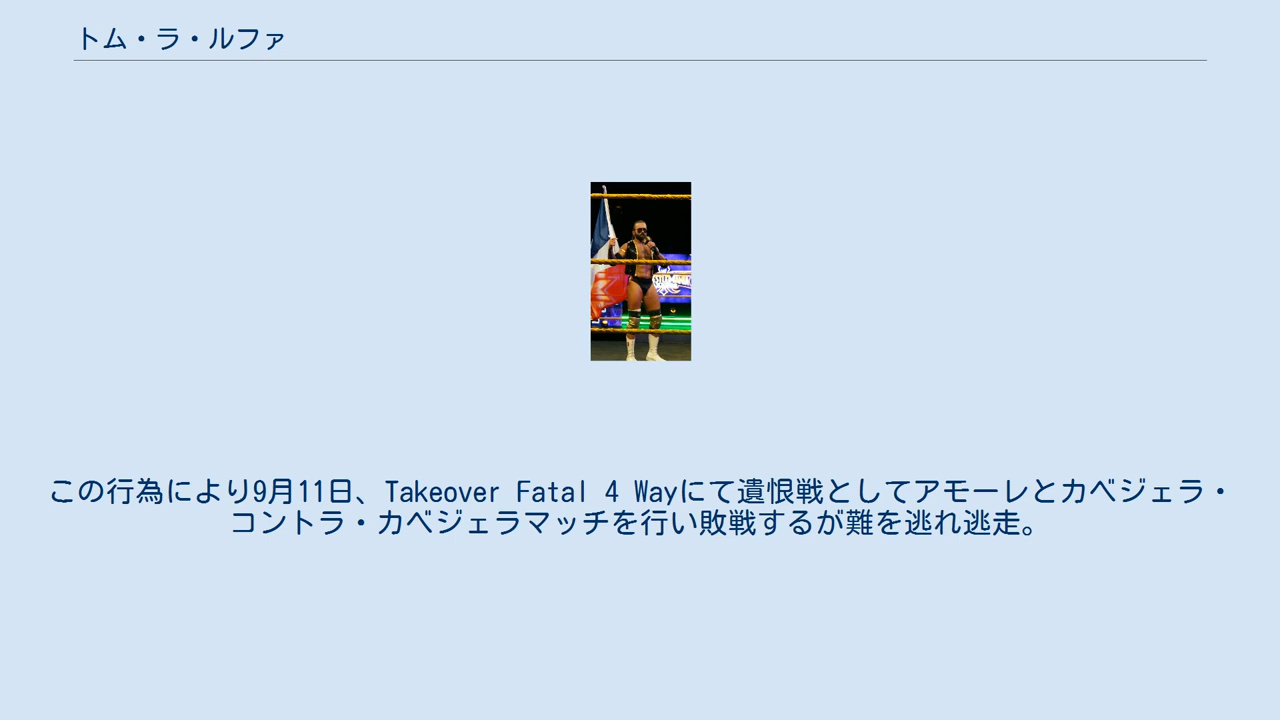 トム・ラ・ルファ
この行為により9月11日、Takeover Fatal 4 Wayにて遺恨戦としてアモーレとカベジェラ・
コントラ・カベジェラマッチを行い敗戦するが難を逃れ逃走。